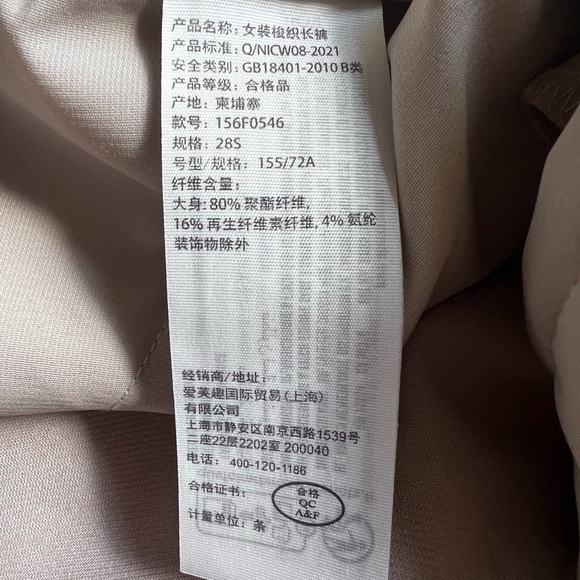 产品名称: 女装梭织长裤
产品标准: Q/NICW08-2021
安全类别: GB18401-2010 B类
产品等级: 合格品
产地: 柬埔寨
款号: 156F0546
规格: 28S
号型/规格: 155/72A
纤维含量:
大身: 80% 聚酯纤维,
16% 再生纤维素纤维, 4% 氨纶
装饰物除外
经销商/地址:
爱芙趣国际贸易(上海)
有限公司
上海市静安区南京西路1539号
二座22层2202室 200040
电话: 400-120-1186
合格证书: 合格
QC
A&F
计量单位: 条